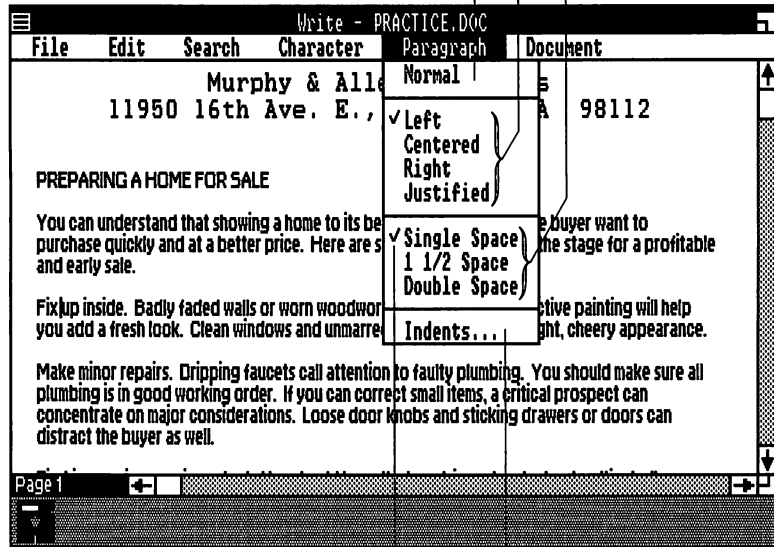 Write - PRACTICE.DOC
File Edit Search Character Paragraph Document
Murphy &
11950 16th Ave. E., 98112
Normal
✓Left
Centered
Right
Justified
✓Single Space
1 1/2 Space
Double Space
Indents...
PREPARING A HOME FOR SALE
You can understand that showing a home to its buyer want to
purchase quickly and at a better price. Here are the stage for a profitable
and early sale.
Fix up inside. Badly faded walls or worn painting will help
you add a fresh look. Clean windows and cheery appearance.
Make minor repairs. Dripping faucets call attention to faulty plumbing. You should make sure all
plumbing is in good working order. If you can correct small items, a critical prospect can
concentrate on major considerations. Loose door knobs and sticking drawers or doors can
distract the buyer as well.
Page 1